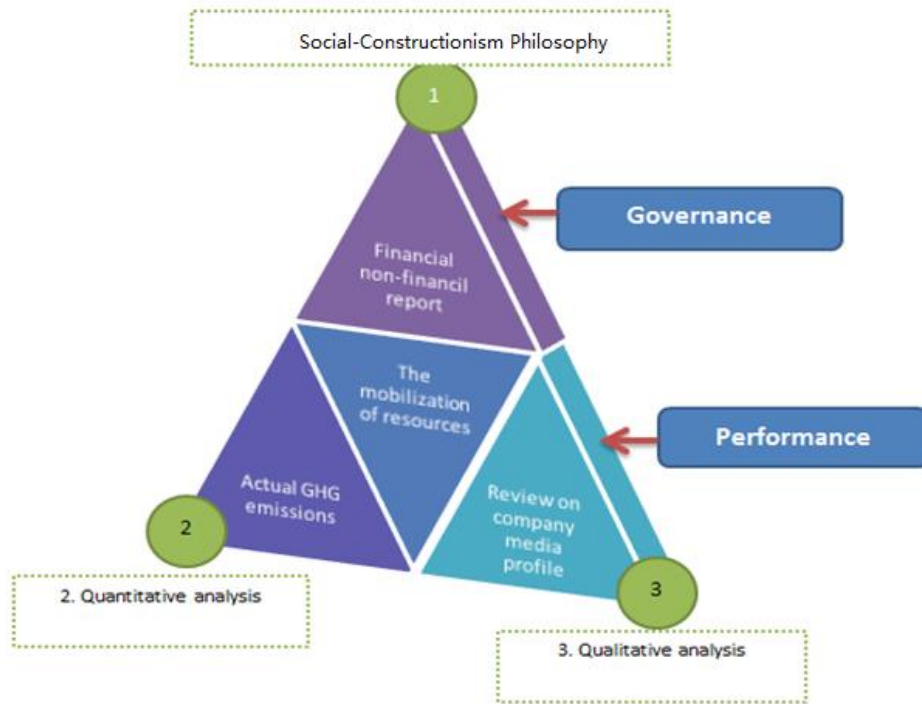 Social-Constructionism Philosophy
1
Governance
Financial
non-financil
report
The
mobilization
of resources
Performance
Actual GHG
emissions
Review on
company
media
profile
2
3
2. Quantitative analysis
3. Qualitative analysis